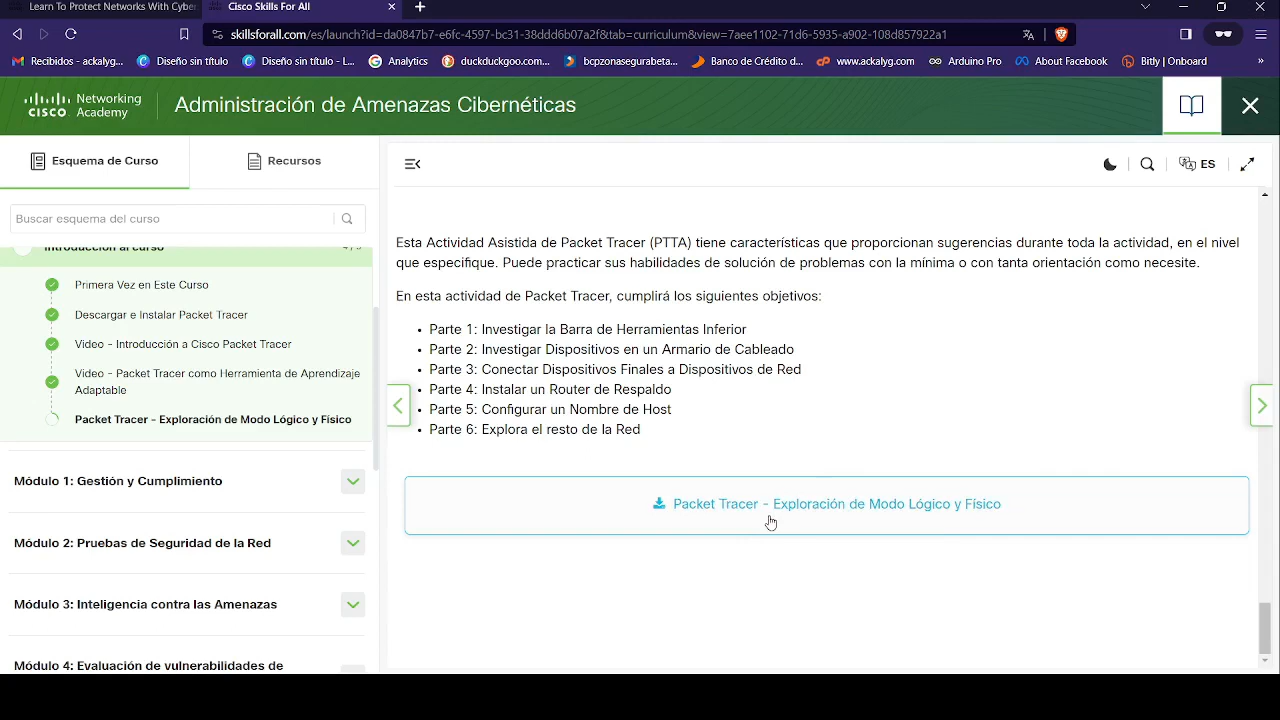 Learn To Protect Networks With Cyber
Cisco Skills For All
skillsforall.com/es/launch?id=da0847b7-e6fc-4597-bc31-38ddd6b07a2f&tab=curriculum&view=7aee1102-71d6-5935-a902-108d857922a1
Recibidos - ackalyg...
Diseño sin título
Diseño sin título - L...
Analytics
duckduckgoo.com...
bcpzonasegurabeta...
Banco de Crédito d...
www.ackalyg.com
Arduino Pro
About Facebook
Bitly | Onboard
cisco
Networking
Academy
Administración de Amenazas Cibernéticas
Esquema de Curso
Recursos
ES
Buscar esquema del curso
Introducción al curso
Primera Vez en Este Curso
Descargar e Instalar Packet Tracer
Video - Introducción a Cisco Packet Tracer
Video - Packet Tracer como Herramienta de Aprendizaje
Adaptable
Packet Tracer - Exploración de Modo Lógico y Físico
Módulo 1: Gestión y Cumplimiento
Módulo 2: Pruebas de Seguridad de la Red
Módulo 3: Inteligencia contra las Amenazas
Módulo 4: Evaluación de vulnerabilidades de
Esta Actividad Asistida de Packet Tracer (PTTA) tiene características que proporcionan sugerencias durante toda la actividad, en el nivel
que especifique. Puede practicar sus habilidades de solución de problemas con la mínima o con tanta orientación como necesite.
En esta actividad de Packet Tracer, cumplirá los siguientes objetivos:
• Parte 1: Investigar la Barra de Herramientas Inferior
• Parte 2: Investigar Dispositivos en un Armario de Cableado
• Parte 3: Conectar Dispositivos Finales a Dispositivos de Red
• Parte 4: Instalar un Router de Respaldo
• Parte 5: Configurar un Nombre de Host
• Parte 6: Explora el resto de la Red
Packet Tracer - Exploración de Modo Lógico y Físico